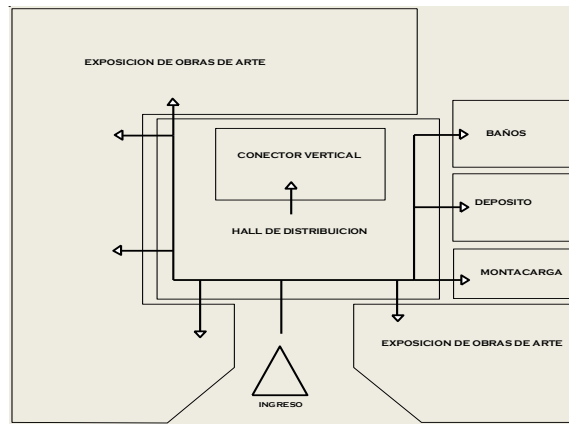 EXPOSICION DE OBRAS DE ARTE
BAÑOS
CONECTOR VERTICAL
DEPOSITO
HALL DE DISTRIBUICION
MONTACARGA
EXPOSICION DE OBRAS DE ARTE
INGRESO